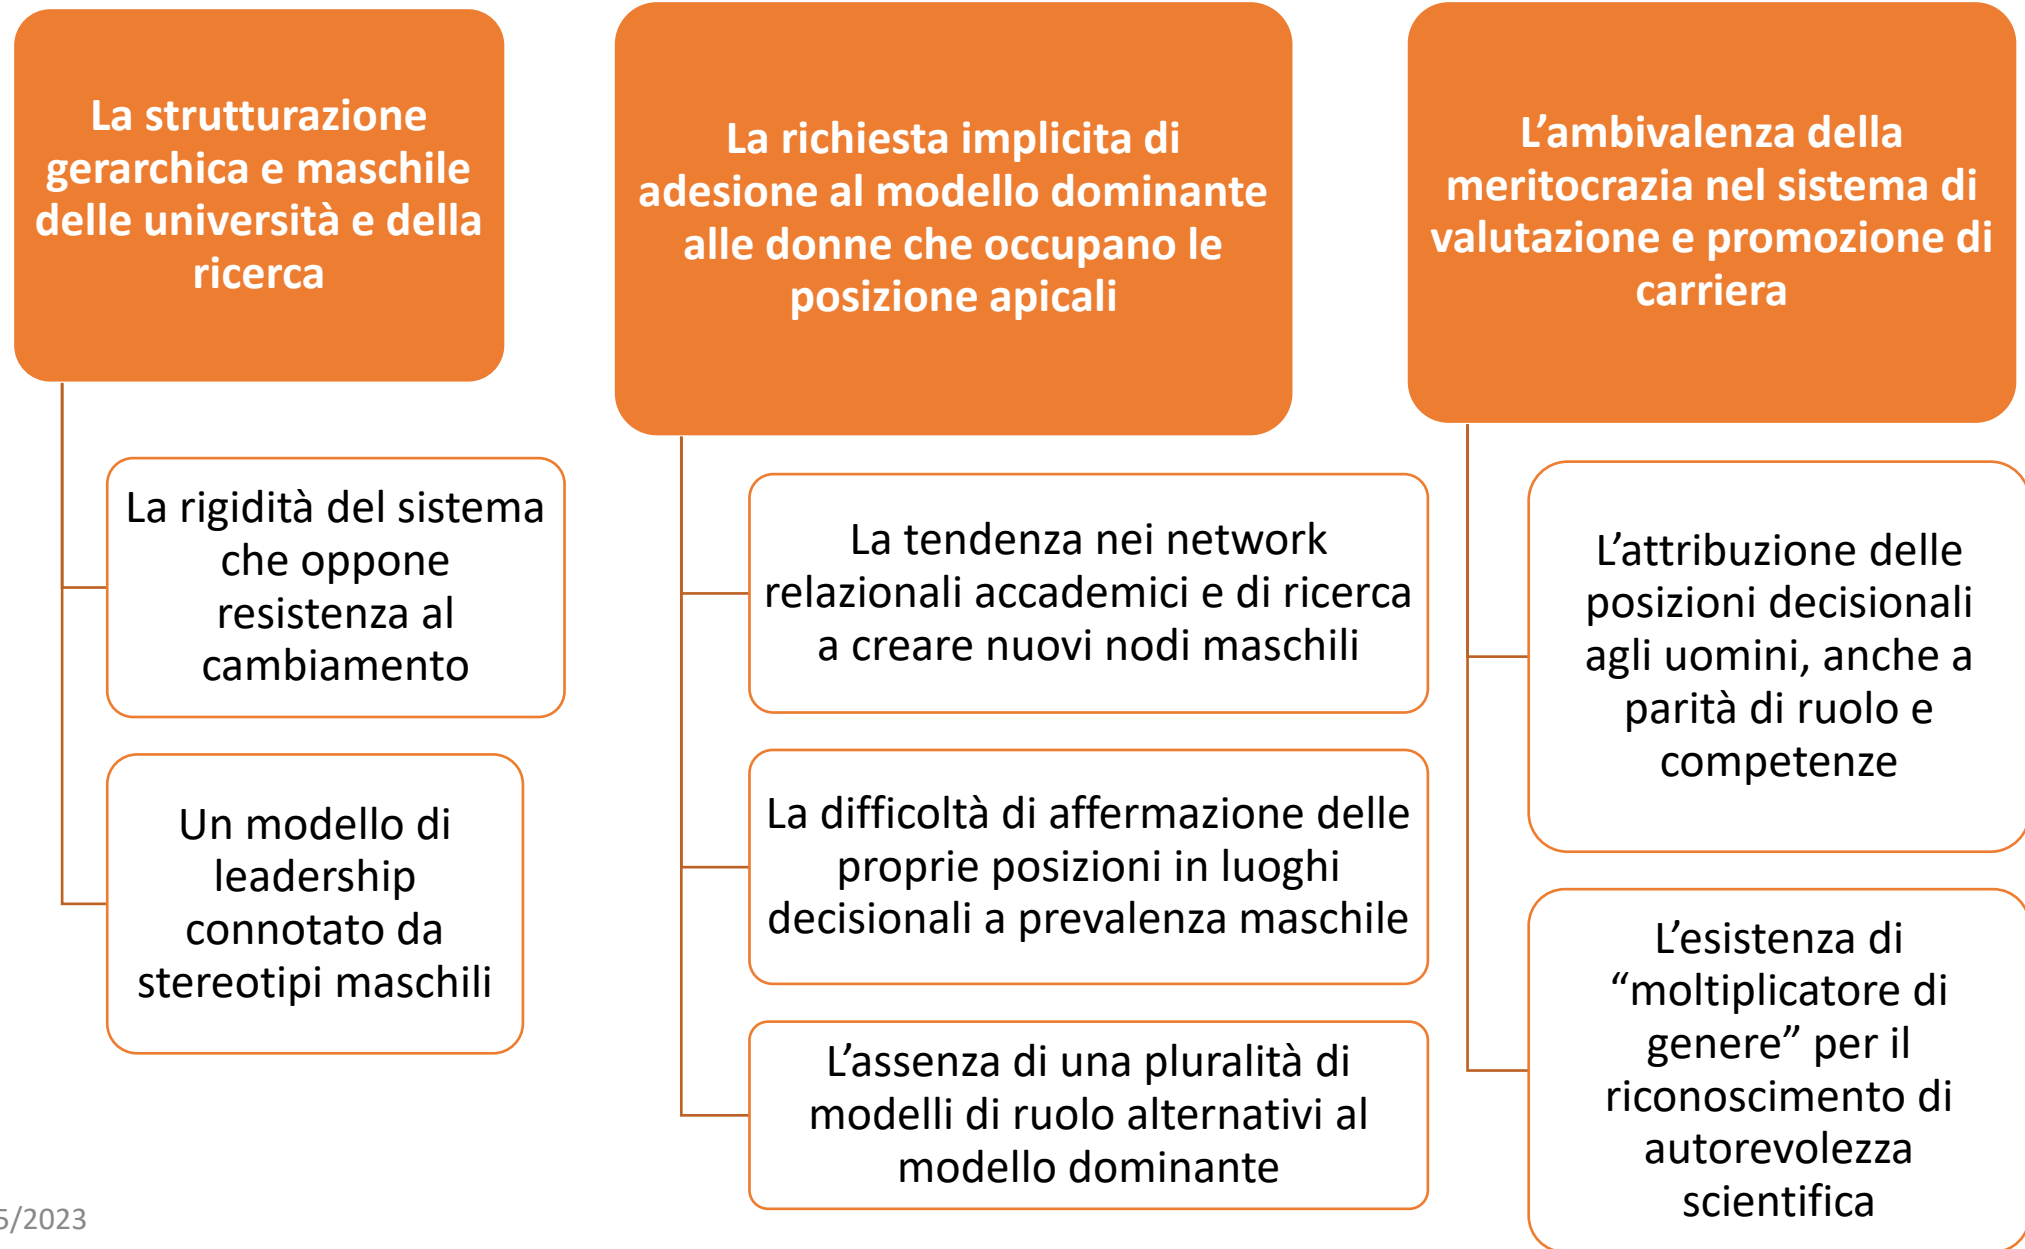 La strutturazione
gerarchica e maschile
delle università e della
ricerca
La rigidità del sistema
che oppone
resistenza al
cambiamento
Un modello di
leadership
connotato da
stereotipi maschili
La richiesta implicita di
adesione al modello dominante
alle donne che occupano le
posizione apicali
La tendenza nei network
relazionali accademici e di ricerca
a creare nuovi nodi maschili
La difficoltà di affermazione delle
proprie posizioni in luoghi
decisionali a prevalenza maschile
L’assenza di una pluralità di
modelli di ruolo alternativi al
modello dominante
L’ambivalenza della
meritocrazia nel sistema di
valutazione e promozione di
carriera
L’attribuzione delle
posizioni decisionali
agli uomini, anche a
parità di ruolo e
competenze
L’esistenza di
“moltiplicatore di
genere” per il
riconoscimento di
autorevolezza
scientifica
5/2023